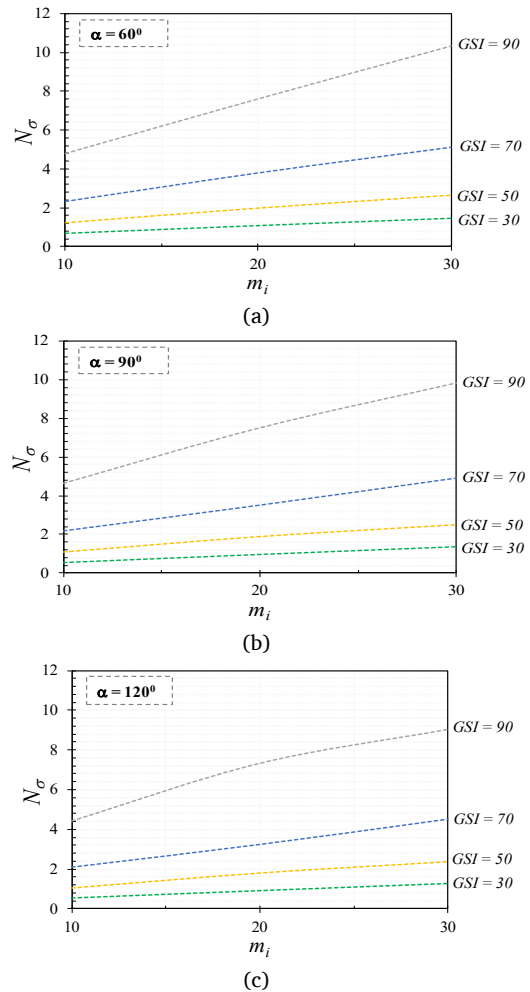 12
α = 60⁰
GSI = 90
10
8
Nσ
6
GSI = 70
4
GSI = 50
2
GSI = 30
0
10 20 30
mᵢ
(a)
12
α = 90⁰
10
GSI = 90
8
Nσ
6
GSI = 70
4
GSI = 50
2
GSI = 30
0
10 20 30
mᵢ
(b)
12
α = 120⁰
10
GSI = 90
8
Nσ
6
GSI = 70
4
GSI = 50
2
GSI = 30
0
10 20 30
mᵢ
(c)